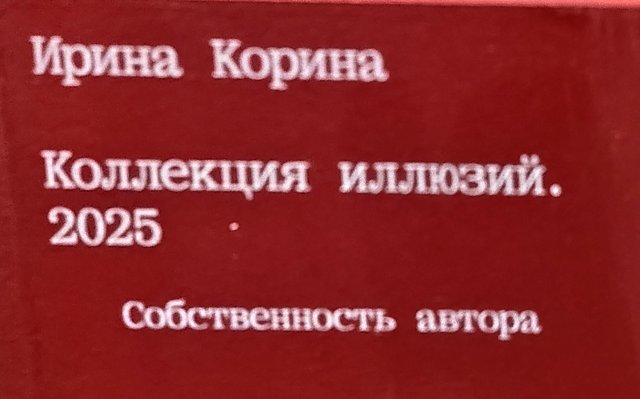 Ирина Корина
Коллекция иллюзий.
2025
Собственность автора